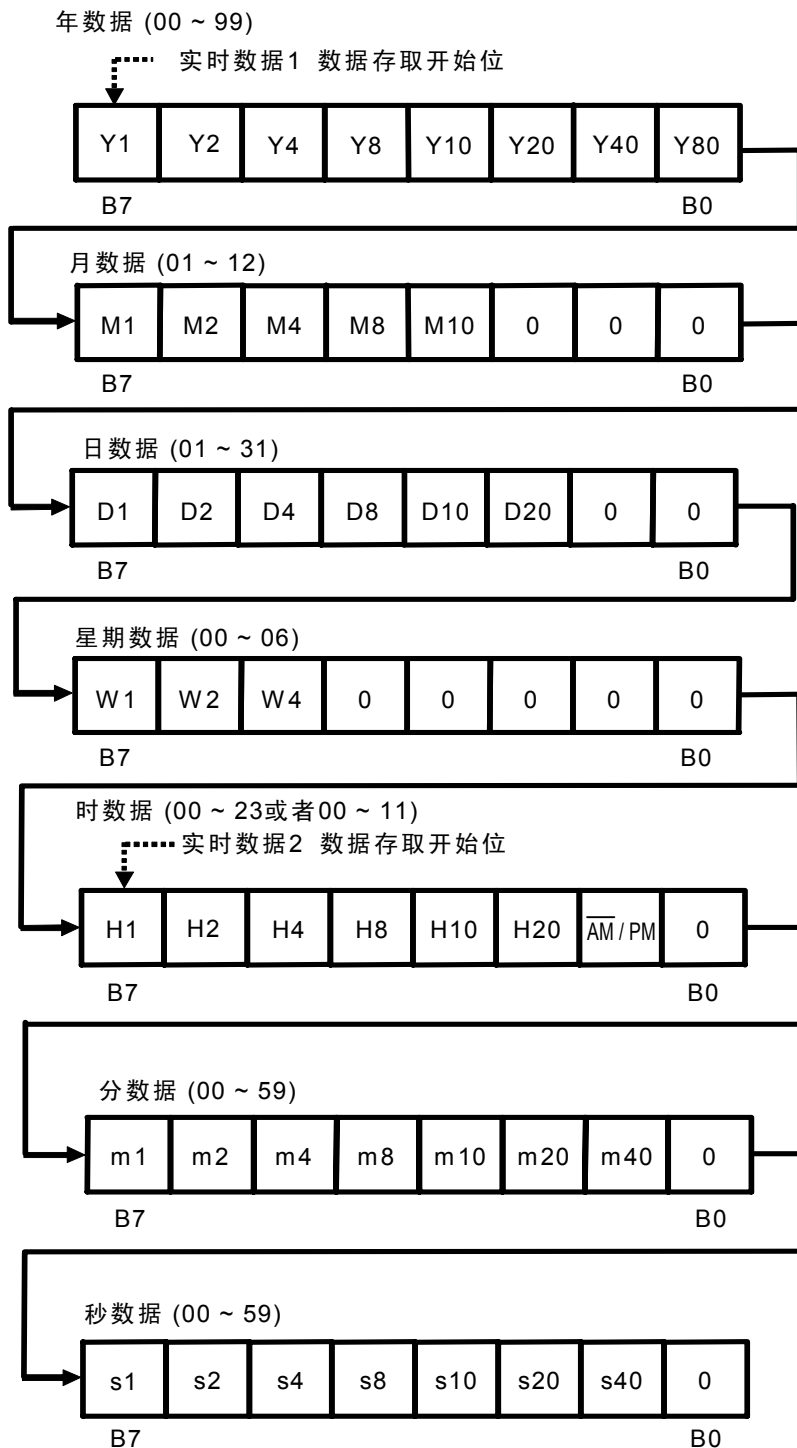 年数据 (00 ~ 99)
实时数据1 数据存取开始位
Y1 Y2 Y4 Y8 Y10 Y20 Y40 Y80
B7 B0
月数据 (01 ~ 12)
M1 M2 M4 M8 M10 0 0 0
B7 B0
日数据 (01 ~ 31)
D1 D2 D4 D8 D10 D20 0 0
B7 B0
星期数据 (00 ~ 06)
W1 W2 W4 0 0 0 0 0
B7 B0
时数据 (00 ~ 23或者00 ~ 11)
实时数据2 数据存取开始位
H1 H2 H4 H8 H10 H20 A̅M̅ / PM 0
B7 B0
分数据 (00 ~ 59)
m1 m2 m4 m8 m10 m20 m40 0
B7 B0
秒数据 (00 ~ 59)
s1 s2 s4 s8 s10 s20 s40 0
B7 B0